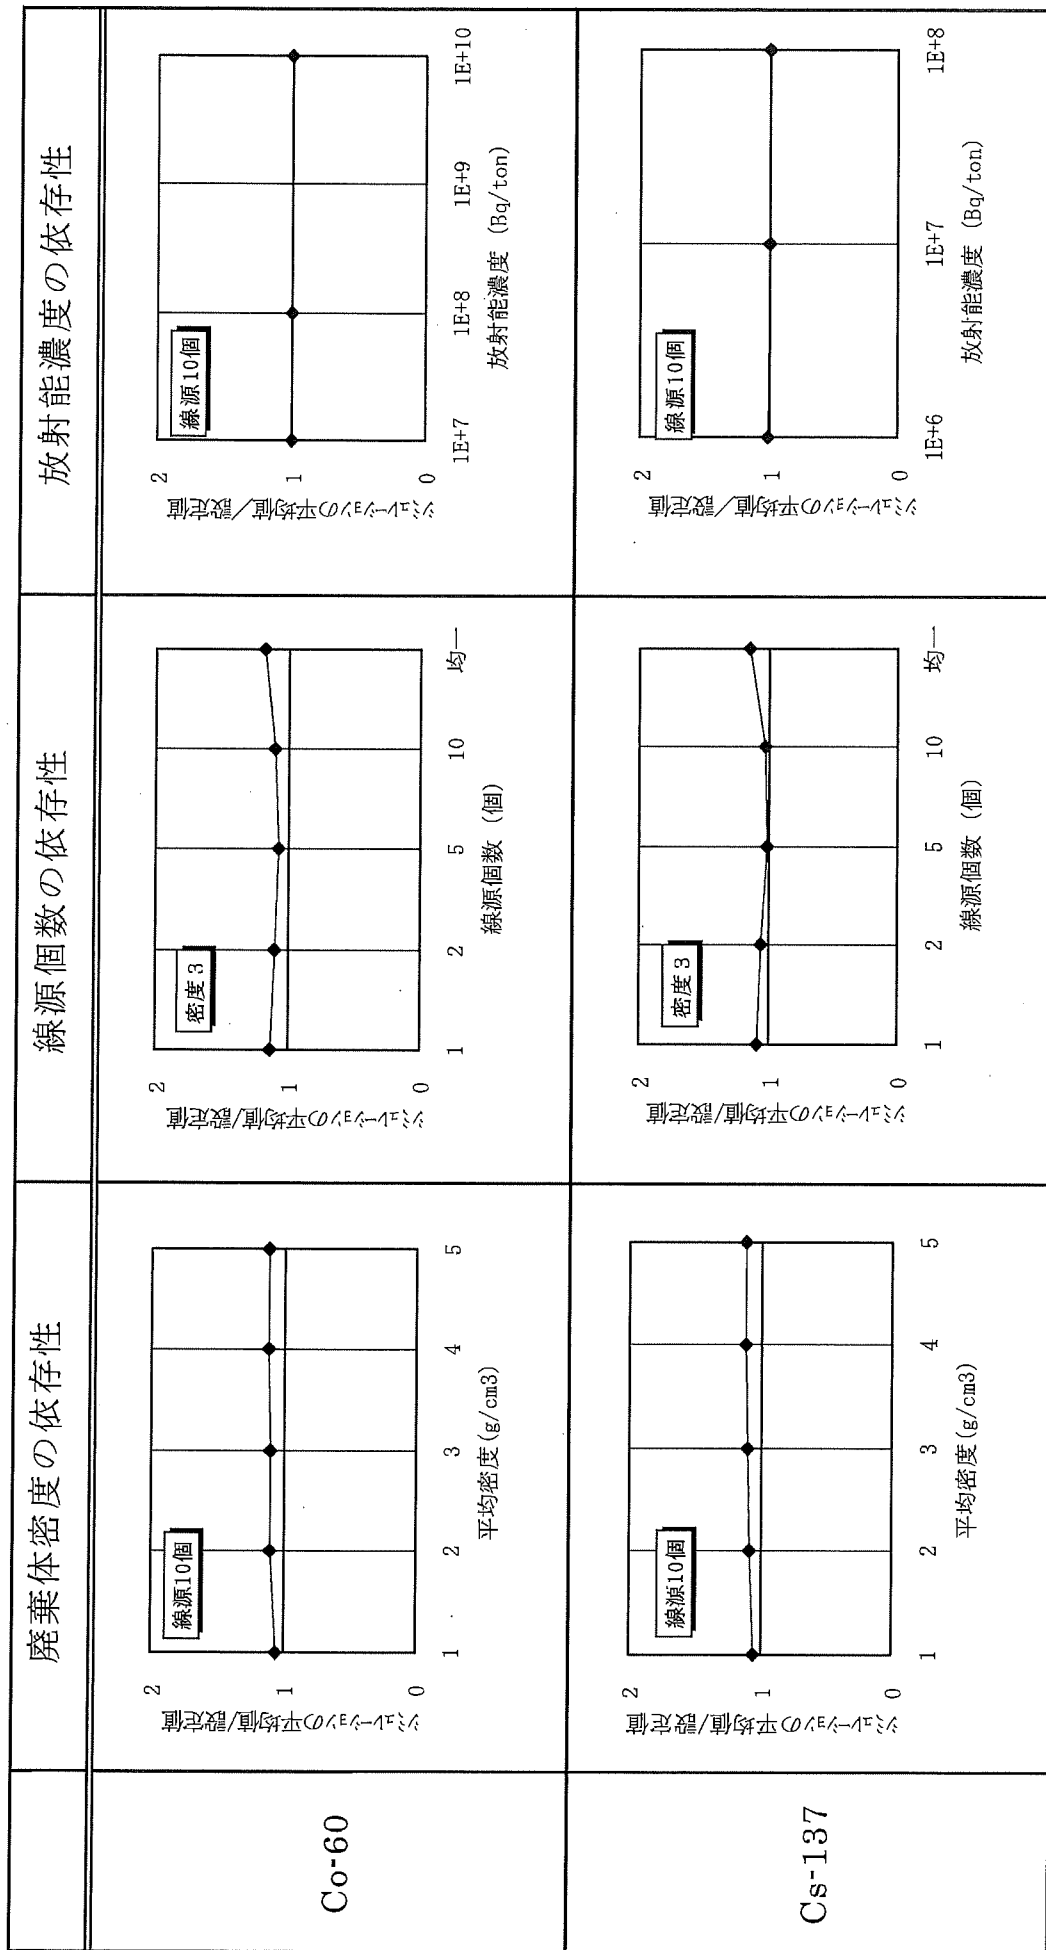 廃棄体密度の依存性
線源個数の依存性
放射能濃度の依存性
Co-60
シミュレーションの平均値/設定値
2
1
0
線源10個
1
2
3
4
5
平均密度(g/cm3)
シミュレーションの平均値/設定値
2
1
0
密度3
1
2
5
10
均一
線源個数 (個)
シミュレーションの平均値/設定値
2
1
0
線源10個
1E+7
1E+8
1E+9
1E+10
放射能濃度 (Bq/ton)
Cs-137
シミュレーションの平均値/設定値
2
1
0
線源10個
1
2
3
4
5
平均密度(g/cm3)
シミュレーションの平均値/設定値
2
1
0
密度3
1
2
5
10
均一
線源個数 (個)
シミュレーションの平均値/設定値
2
1
0
線源10個
1E+6
1E+7
1E+8
放射能濃度 (Bq/ton)